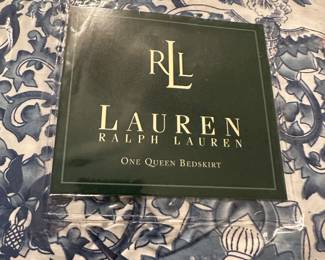 RLL
LAUREN
RALPH LAUREN
ONE QUEEN BEDSKIRT